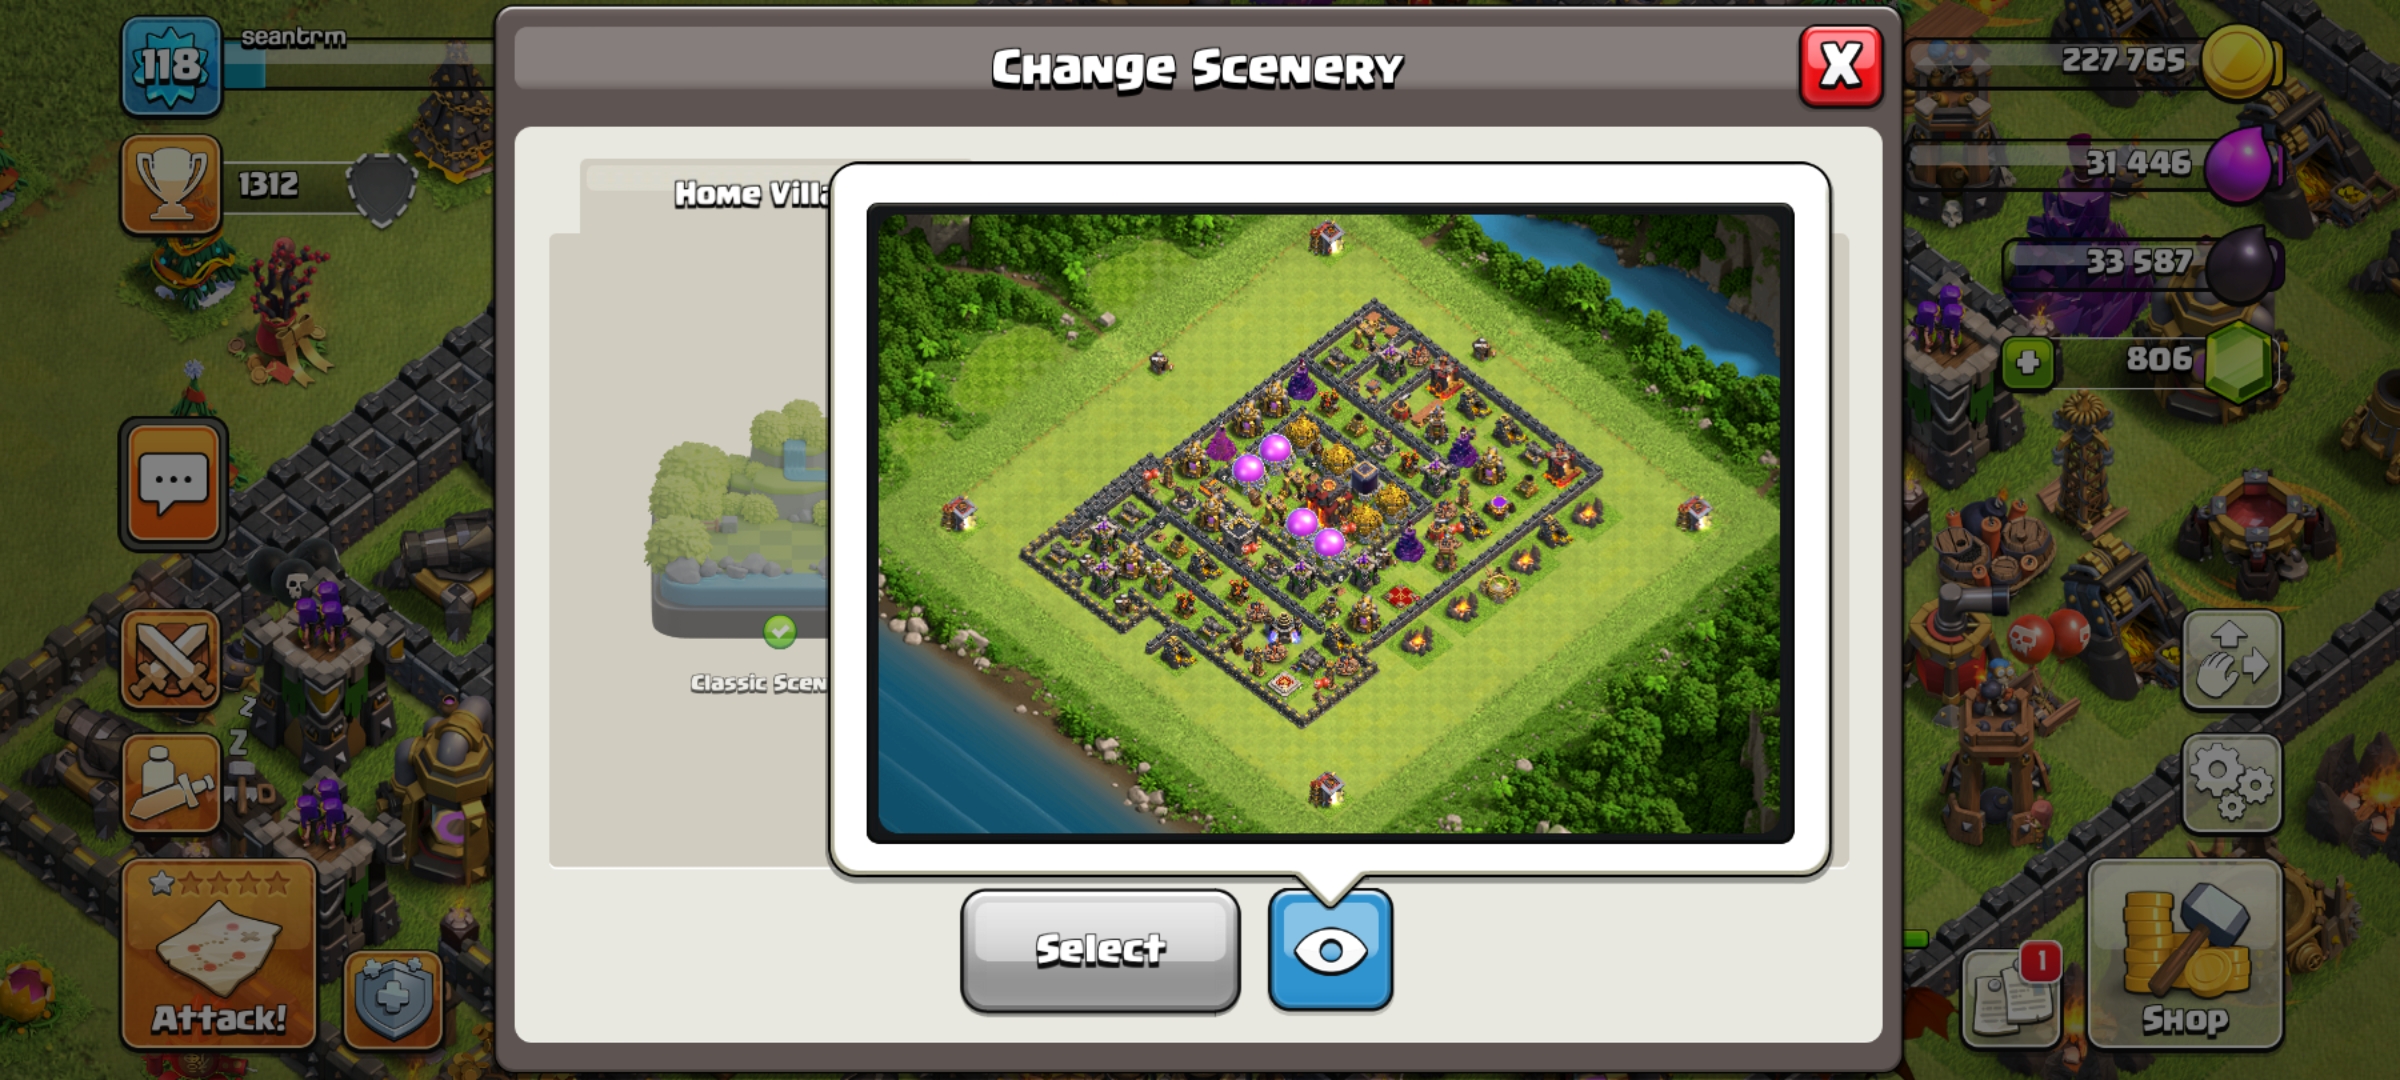 118
seantrm
Change Scenery
X
227 765
1312
31 446
33 587
806
Home Villa
Classic Scen
z
Z
Attack!
Select
1
Shop